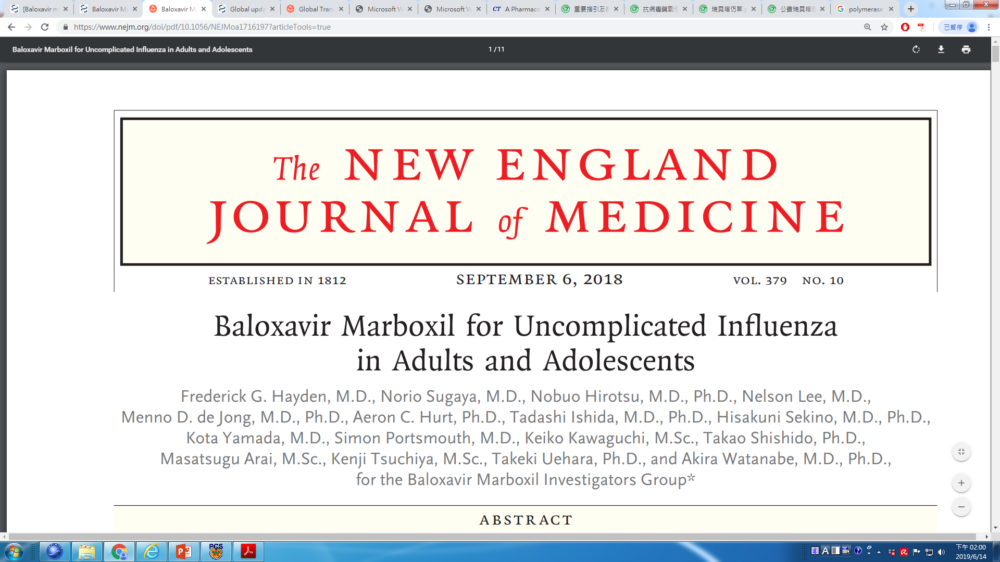 [Baloxavir m
Baloxavir Ma
Baloxavir M
Global upda
Global Tran
Microsoft W
Microsoft W
CT A Pharmaco
重要指引及教
抗病毒藥劑使
瑞貝塔仿單.p
公費瑞貝塔使
polymerase
https://www.nejm.org/doi/pdf/10.1056/NEJMoa1716197?articleTools=true
已暫停
Baloxavir Marboxil for Uncomplicated Influenza in Adults and Adolescents
1 / 11
The NEW ENGLAND
JOURNAL of MEDICINE
ESTABLISHED IN 1812 SEPTEMBER 6, 2018 VOL. 379 NO. 10
Baloxavir Marboxil for Uncomplicated Influenza
in Adults and Adolescents
Frederick G. Hayden, M.D., Norio Sugaya, M.D., Nobuo Hirotsu, M.D., Ph.D., Nelson Lee, M.D.,
Menno D. de Jong, M.D., Ph.D., Aeron C. Hurt, Ph.D., Tadashi Ishida, M.D., Ph.D., Hisakuni Sekino, M.D., Ph.D.,
Kota Yamada, M.D., Simon Portsmouth, M.D., Keiko Kawaguchi, M.Sc., Takao Shishido, Ph.D.,
Masatsugu Arai, M.Sc., Kenji Tsuchiya, M.Sc., Takeki Uehara, Ph.D., and Akira Watanabe, M.D., Ph.D.,
for the Baloxavir Marboxil Investigators Group*
ABSTRACT
PCS
A
下午 02:00
2019/6/14